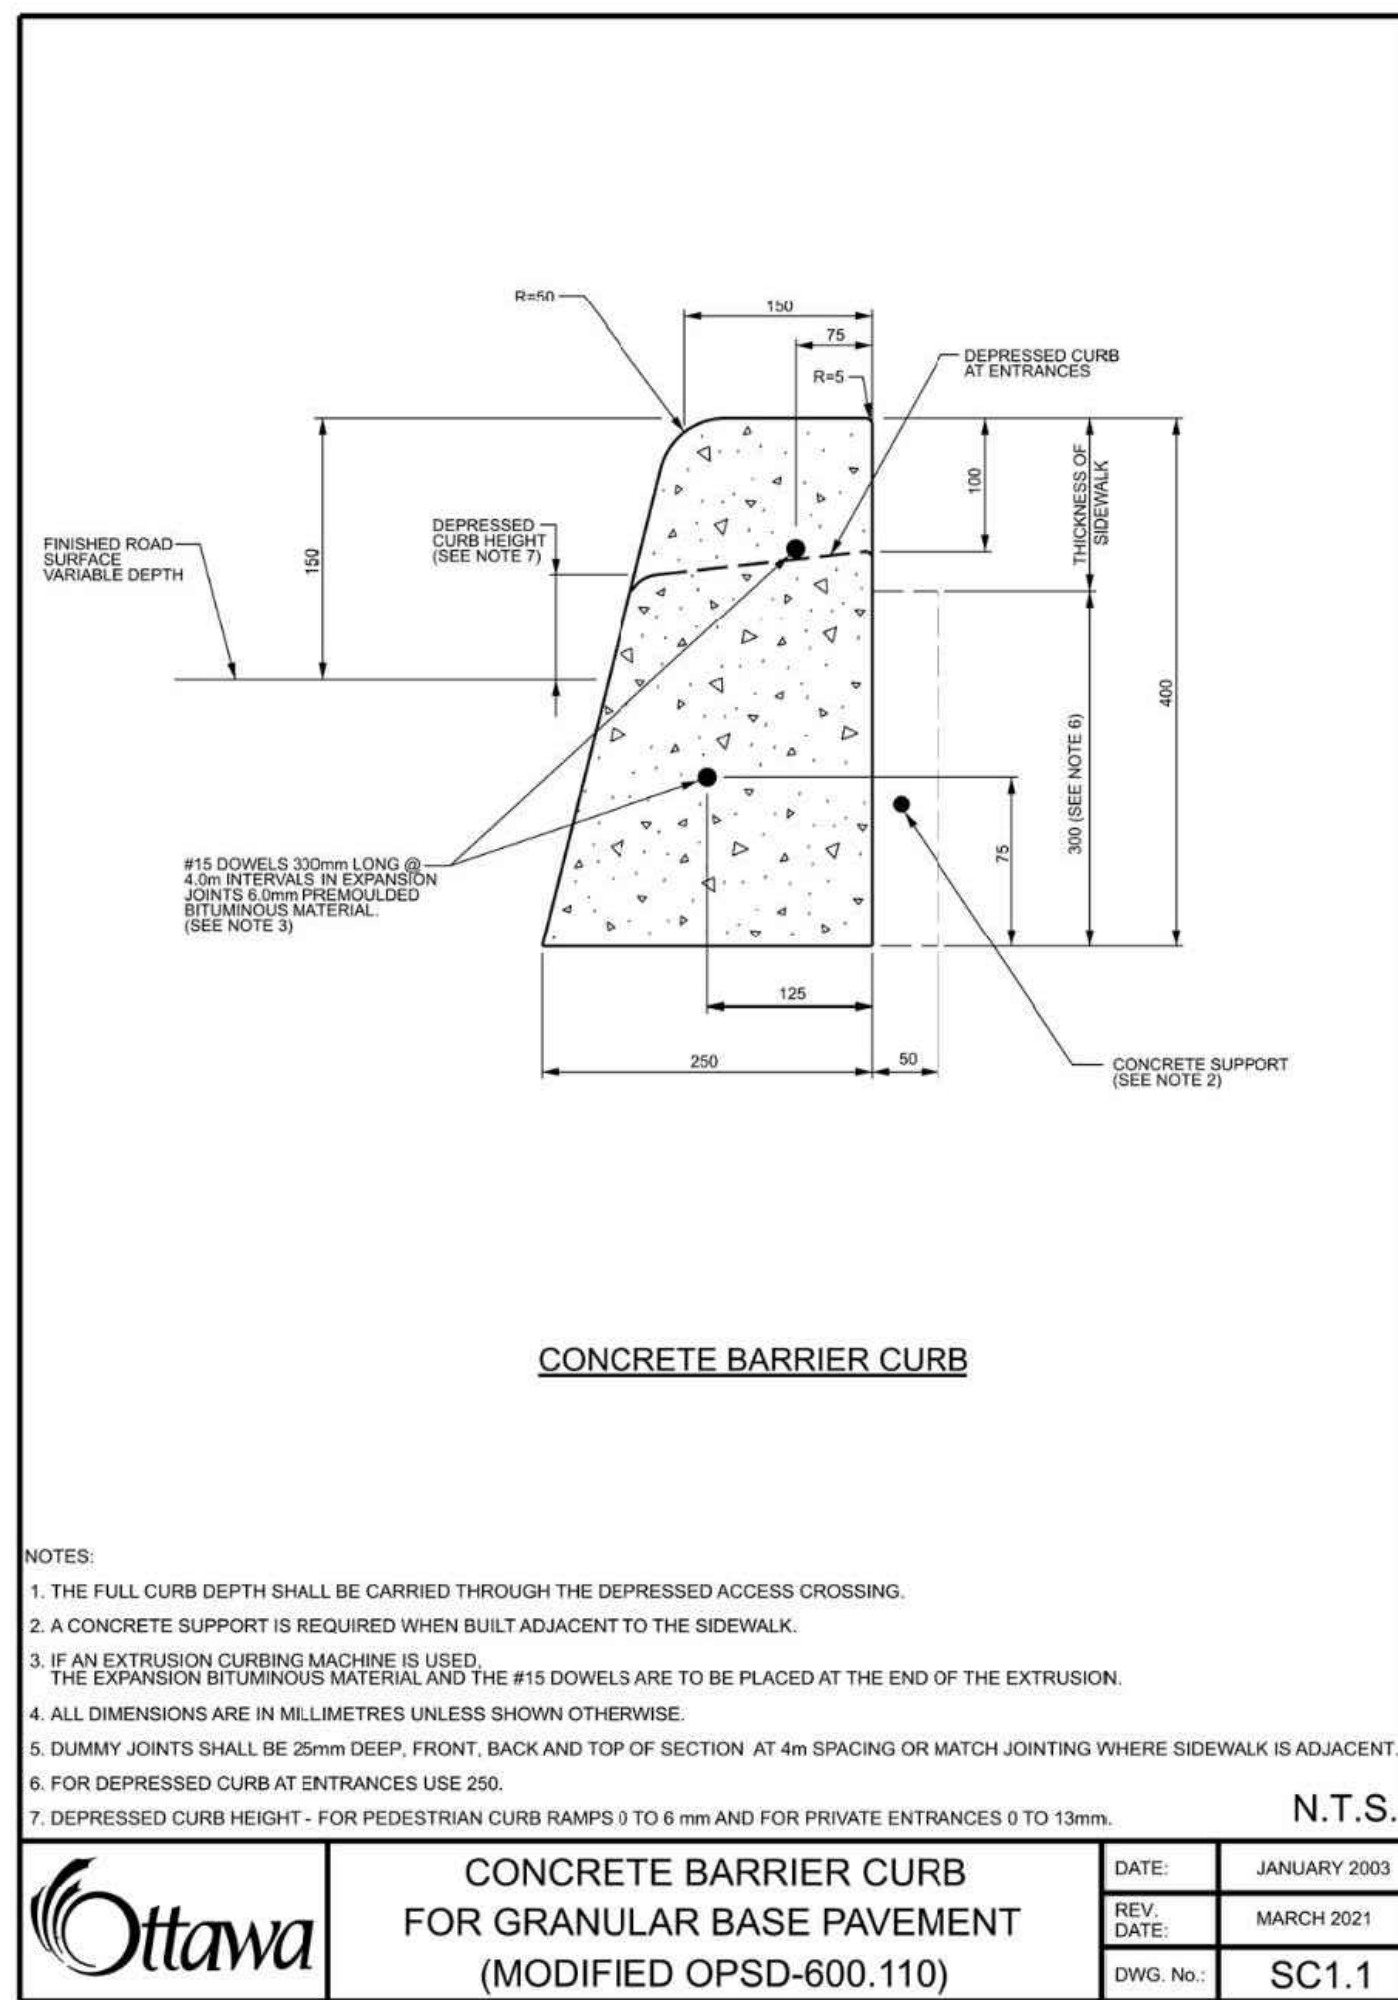 R=50
150
75
R=5
DEPRESSED CURB
AT ENTRANCES
150
DEPRESSED
CURB HEIGHT
(SEE NOTE 7)
100
THICKNESS OF
SIDEWALK
FINISHED ROAD
SURFACE
VARIABLE DEPTH
400
300 (SEE NOTE 6)
75
#15 DOWELS 300mm LONG @
4.0m INTERVALS IN EXPANSION
JOINTS 6.0mm PREMOULDED
BITUMINOUS MATERIAL.
(SEE NOTE 3)
125
250
50
CONCRETE SUPPORT
(SEE NOTE 2)
CONCRETE BARRIER CURB
NOTES:
1. THE FULL CURB DEPTH SHALL BE CARRIED THROUGH THE DEPRESSED ACCESS CROSSING.
2. A CONCRETE SUPPORT IS REQUIRED WHEN BUILT ADJACENT TO THE SIDEWALK.
3. IF AN EXTRUSION CURBING MACHINE IS USED,
THE EXPANSION BITUMINOUS MATERIAL AND THE #15 DOWELS ARE TO BE PLACED AT THE END OF THE EXTRUSION.
4. ALL DIMENSIONS ARE IN MILLIMETRES UNLESS SHOWN OTHERWISE.
5. DUMMY JOINTS SHALL BE 25mm DEEP, FRONT, BACK AND TOP OF SECTION AT 4m SPACING OR MATCH JOINTING WHERE SIDEWALK IS ADJACENT.
6. FOR DEPRESSED CURB AT ENTRANCES USE 250.
7. DEPRESSED CURB HEIGHT - FOR PEDESTRIAN CURB RAMPS 0 TO 6 mm AND FOR PRIVATE ENTRANCES 0 TO 13mm.
N.T.S.
Ottawa
CONCRETE BARRIER CURB
FOR GRANULAR BASE PAVEMENT
(MODIFIED OPSD-600.110)
DATE: JANUARY 2003
REV.
DATE: MARCH 2021
DWG. No.: SC1.1